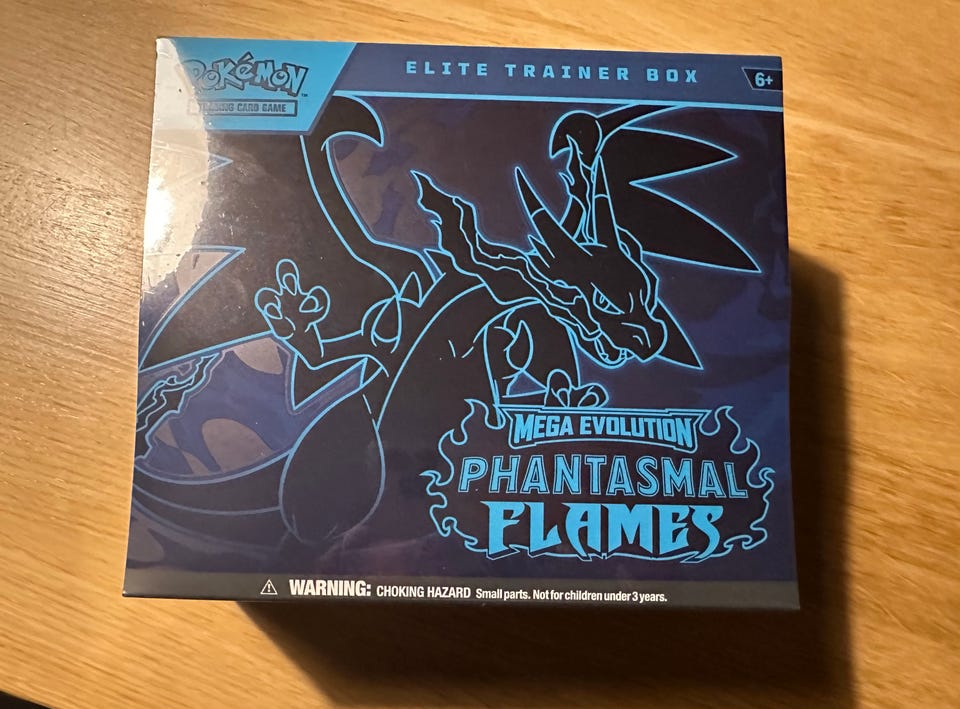 POKÉMON
TRADING CARD GAME
ELITE TRAINER BOX
6+
MEGA EVOLUTION
PHANTASMAL
FLAMES
WARNING: CHOKING HAZARD Small parts. Not for children under 3 years.